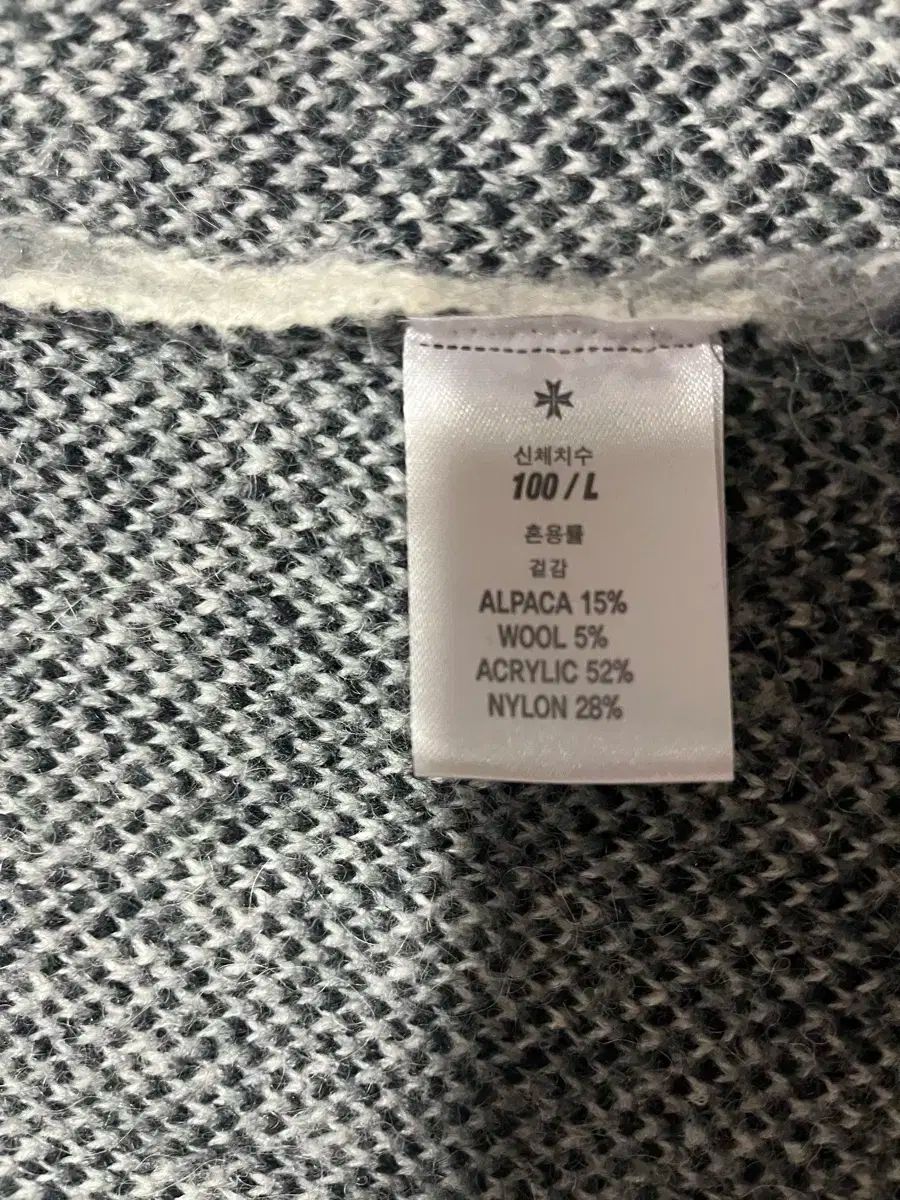 신체치수
100 / L
혼용률
겉감
ALPACA 15%
WOOL 5%
ACRYLIC 52%
NYLON 28%